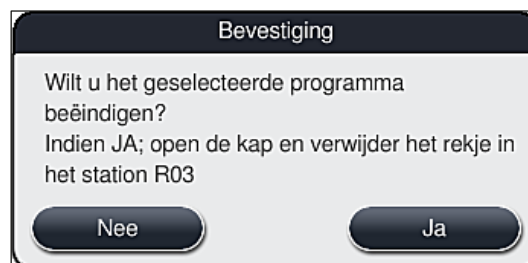 Bevestiging
Wilt u het geselecteerde programma
beëindigen?
Indien JA; open de kap en verwijder het rekje in
het station R03
Nee
Ja